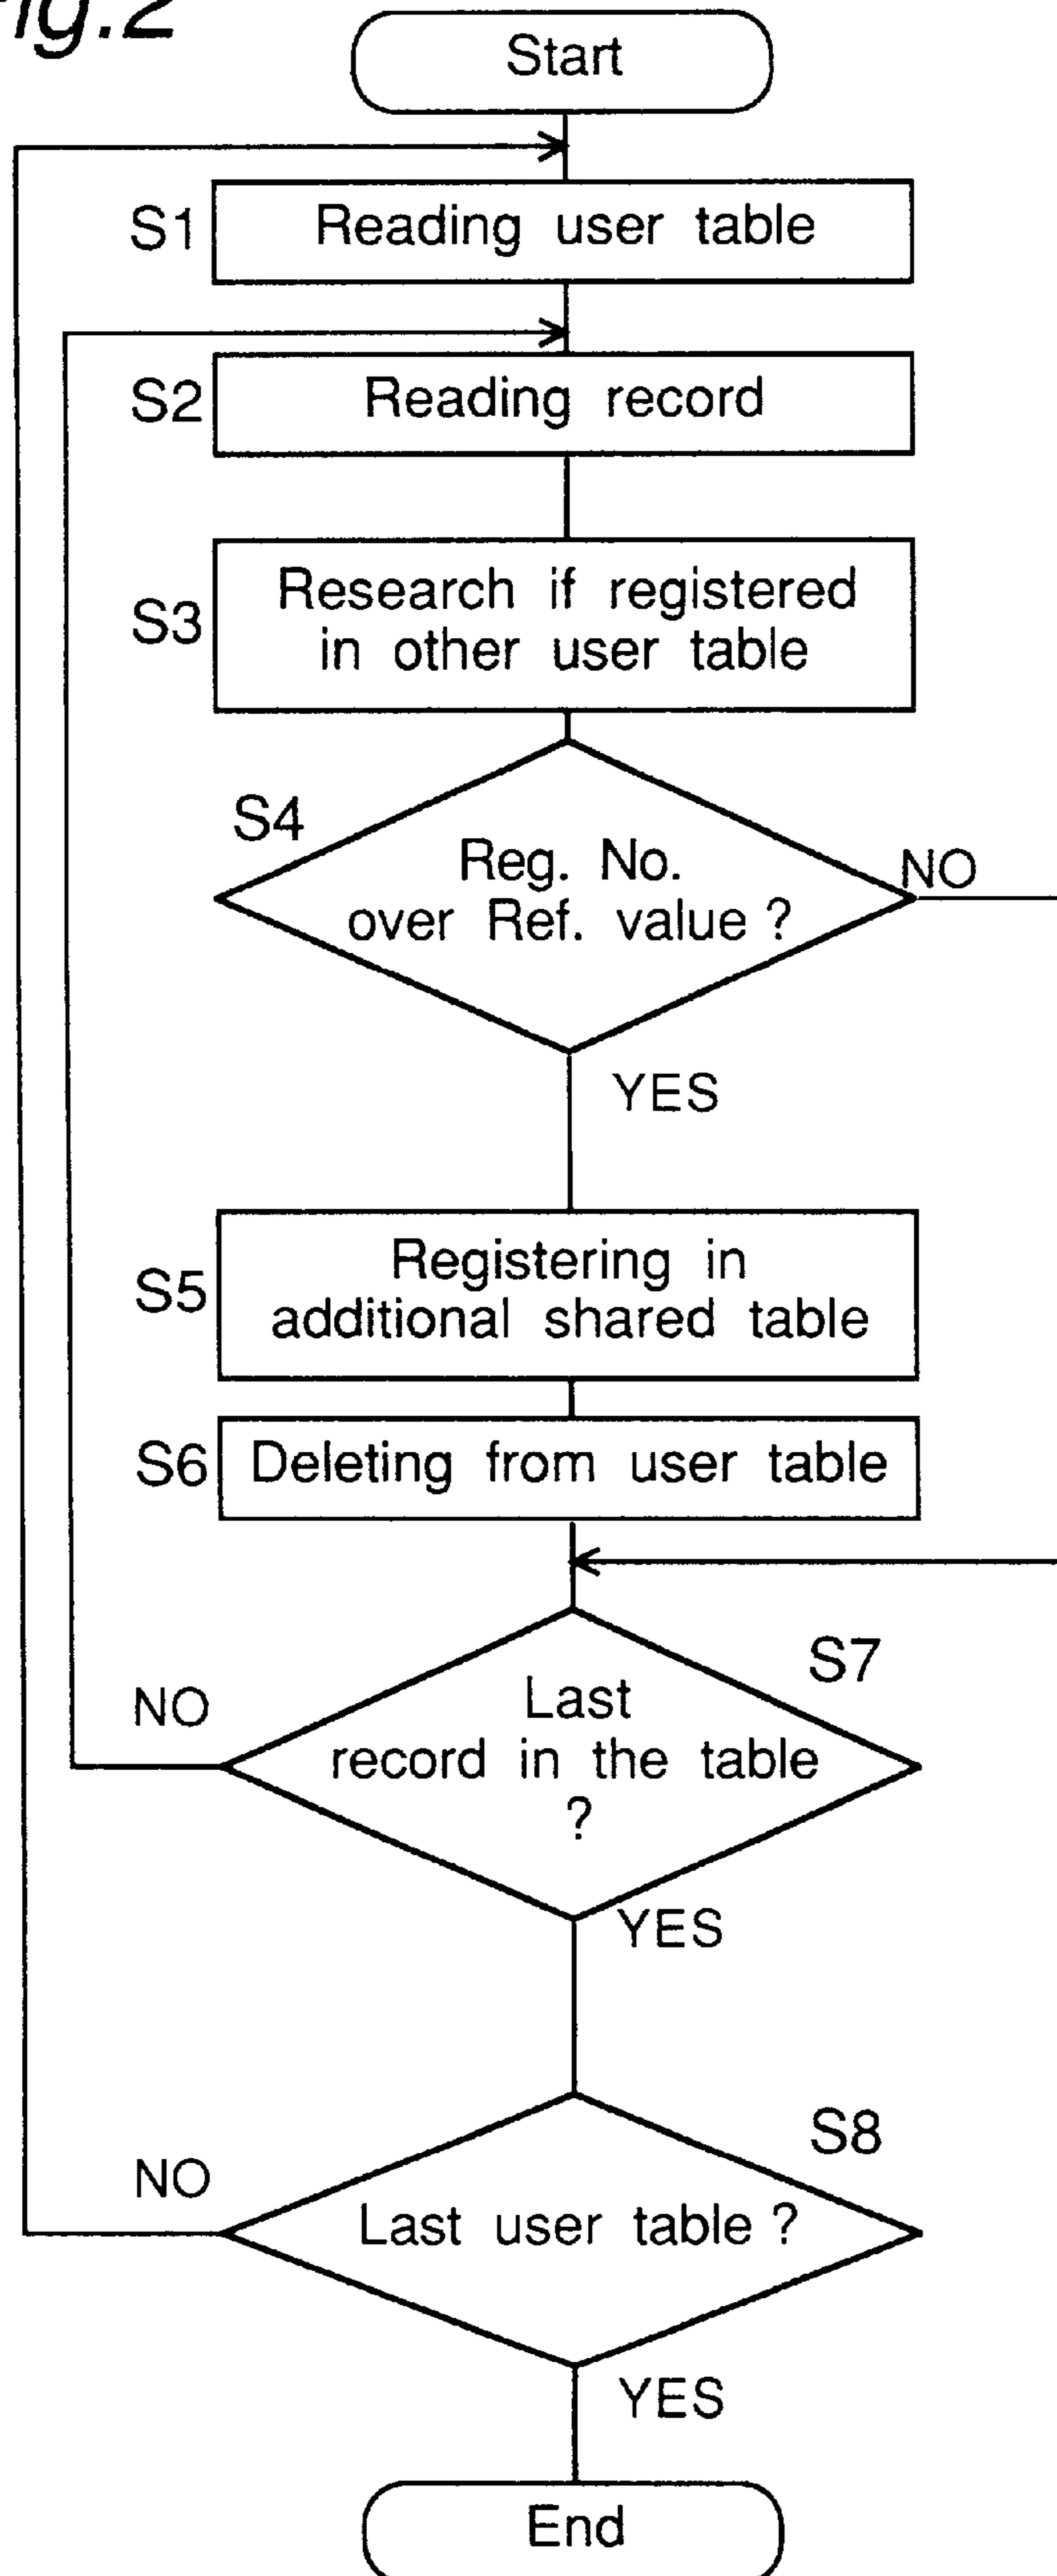 Fig.2
Start
S1
Reading user table
S2
Reading record
S3
Research if registered
in other user table
S4
Reg. No.
over Ref. value ?
NO
YES
S5
Registering in
additional shared table
S6
Deleting from user table
S7
Last
record in the table
?
NO
YES
S8
Last user table ?
NO
YES
End